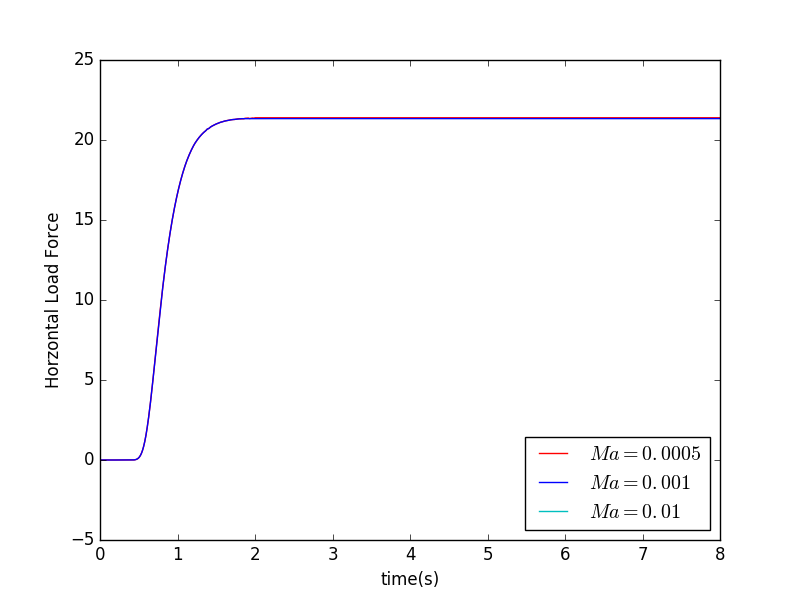 25
20
15
10
5
0
−5
Horzontal Load Force
0 1 2 3 4 5 6 7 8
time(s)
Ma = 0.0005
Ma = 0.001
Ma = 0.01